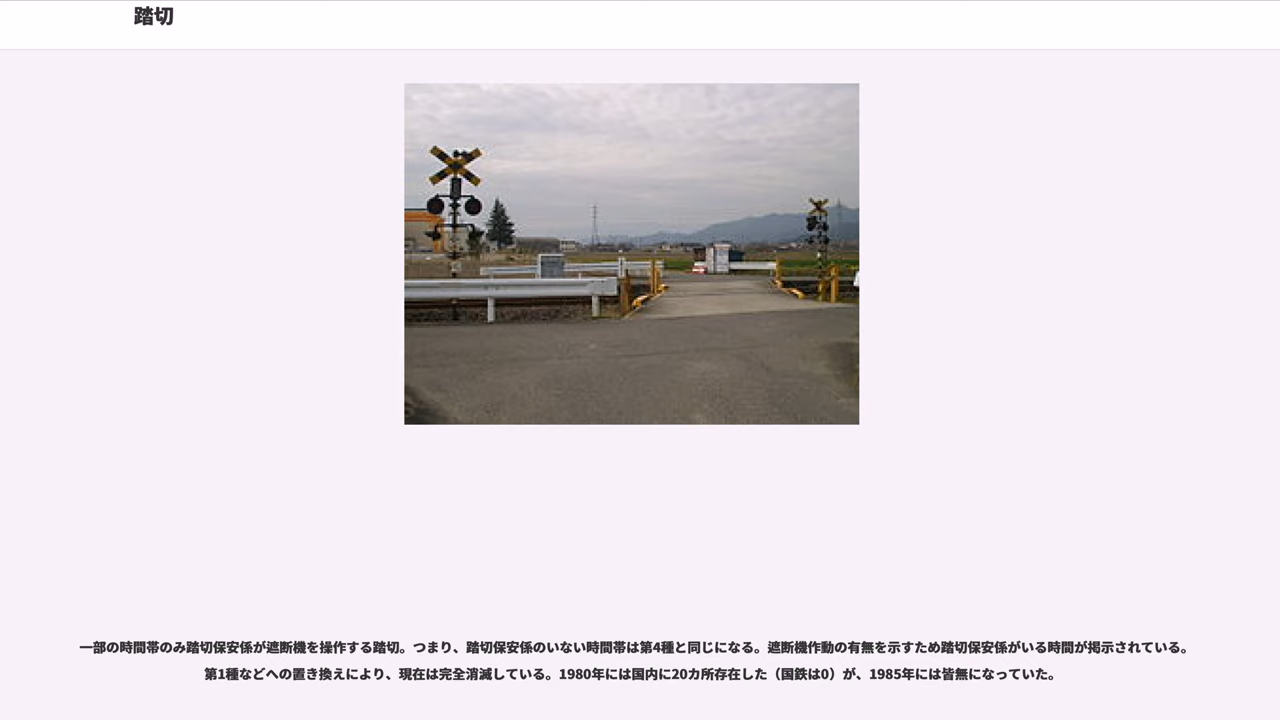 踏切
一部の時間帯のみ踏切保安係が遮断機を操作する踏切。つまり、踏切保安係のいない時間帯は第4種と同じになる。遮断機作動の有無を示すため踏切保安係がいる時間が掲示されている。
第1種などへの置き換えにより、現在は完全消滅している。1980年には国内に20カ所存在した（国鉄は0）が、1985年には皆無になっていた。